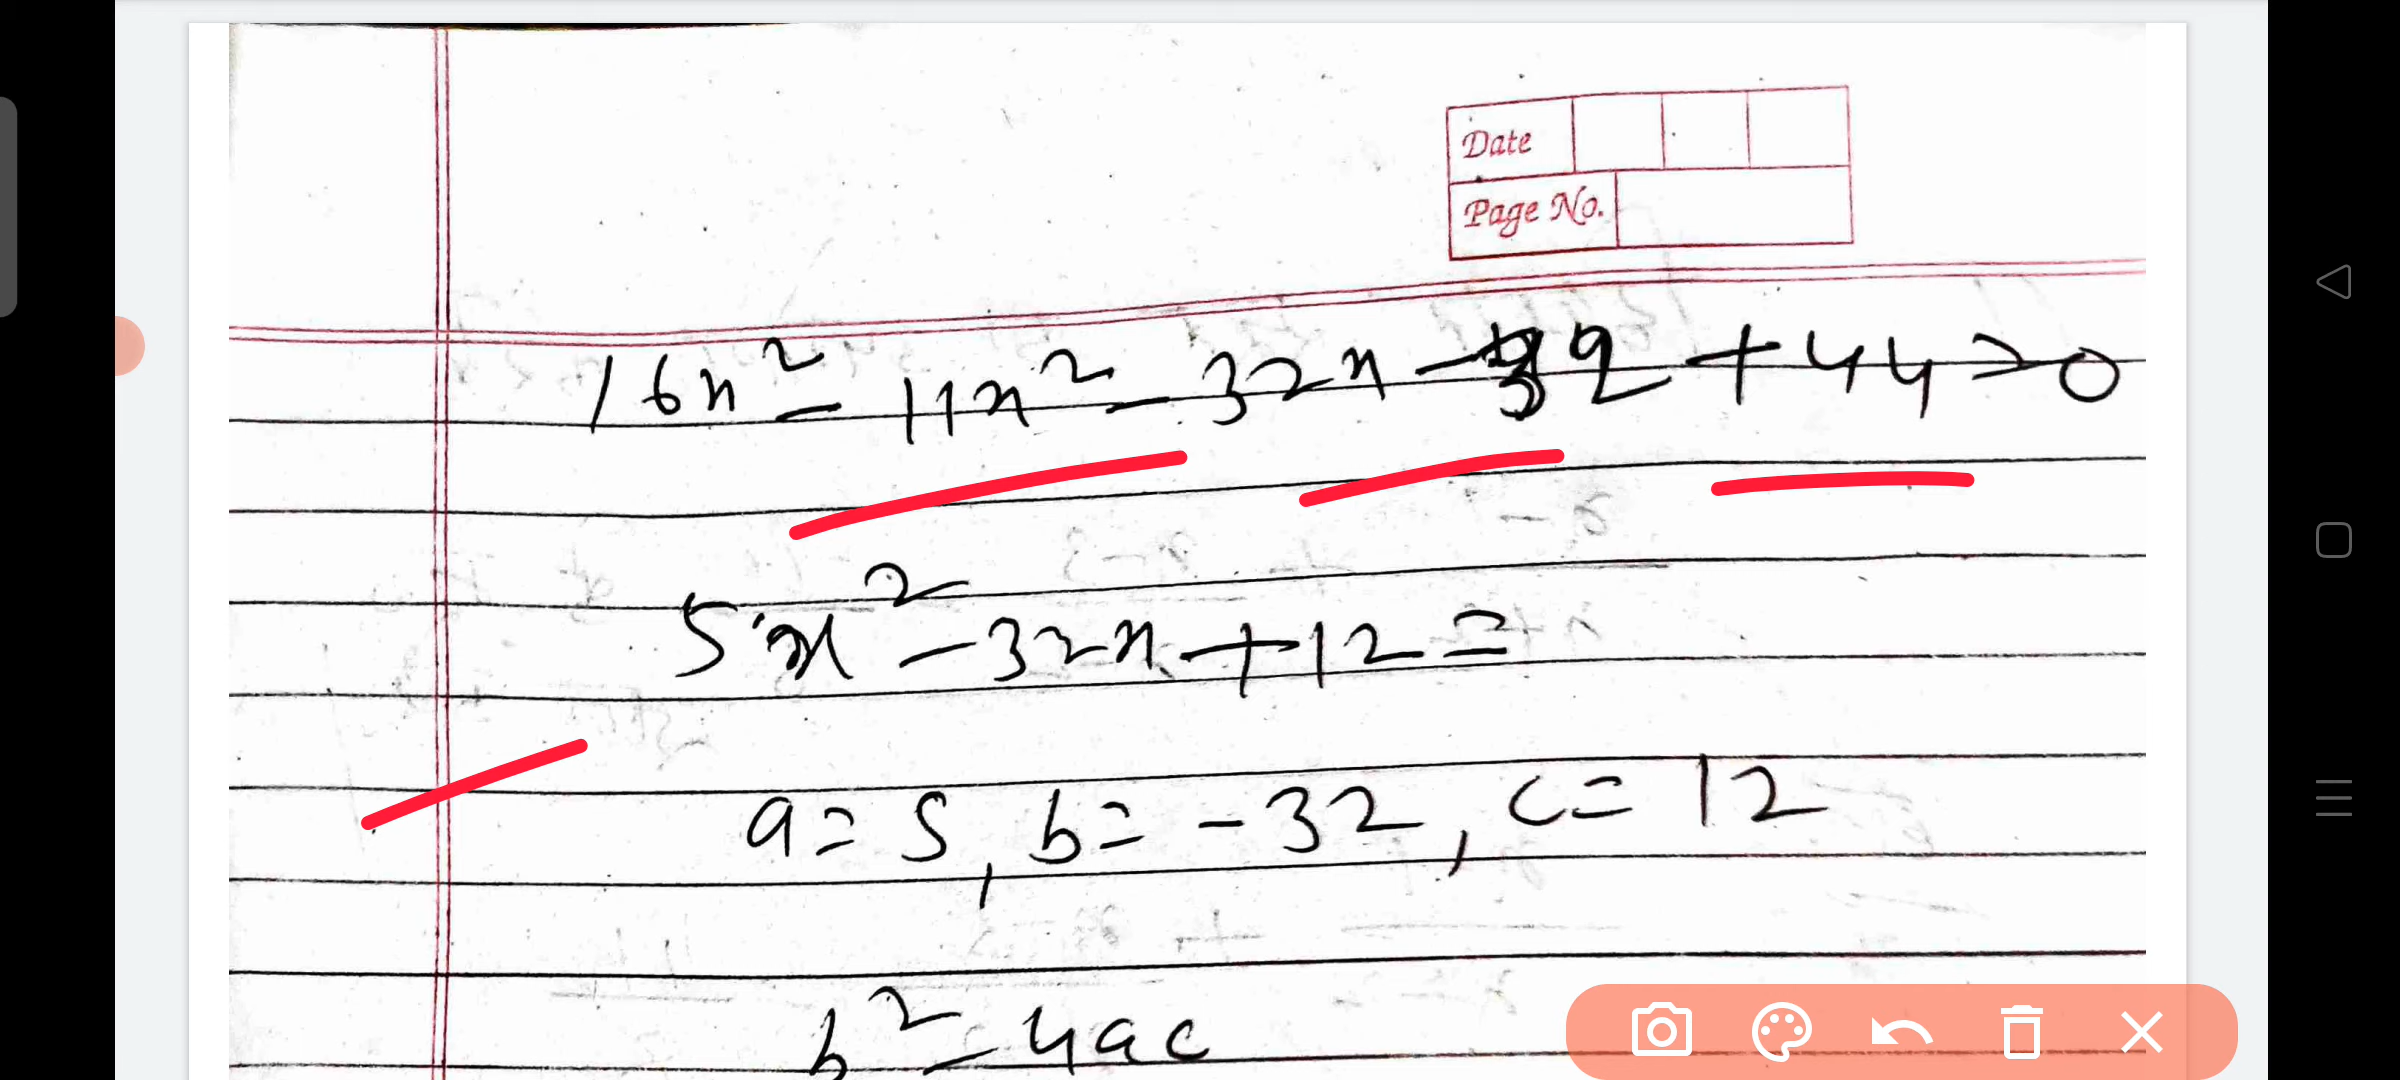 Date
Page No.
16x² - 11x² - 32x - 32 + 44 = 0
5x² - 32x + 12 =
a = 5, b = -32, c = 12
b² - 4ac